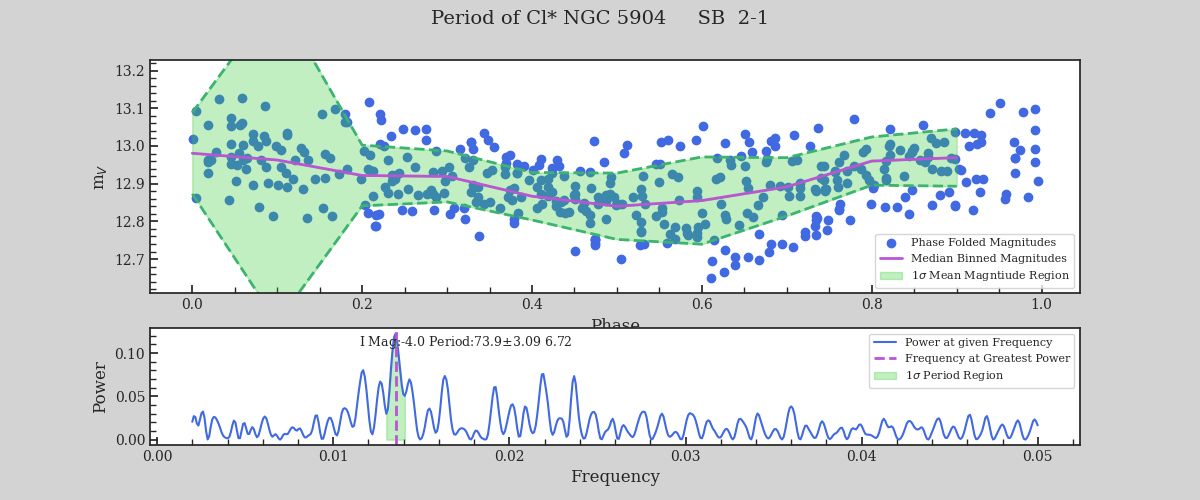 Period of Cl* NGC 5904 SB 2-1
13.2
13.1
13.0
12.9
12.8
12.7
m_V
Phase Folded Magnitudes
Median Binned Magnitudes
1σ Mean Magntiude Region
0.0 0.2 0.4 0.6 0.8 1.0
Phase
I Mag:-4.0 Period:73.9±3.09 6.72
0.10
0.05
0.00
Power
Power at given Frequency
Frequency at Greatest Power
1σ Period Region
0.00 0.01 0.02 0.03 0.04 0.05
Frequency